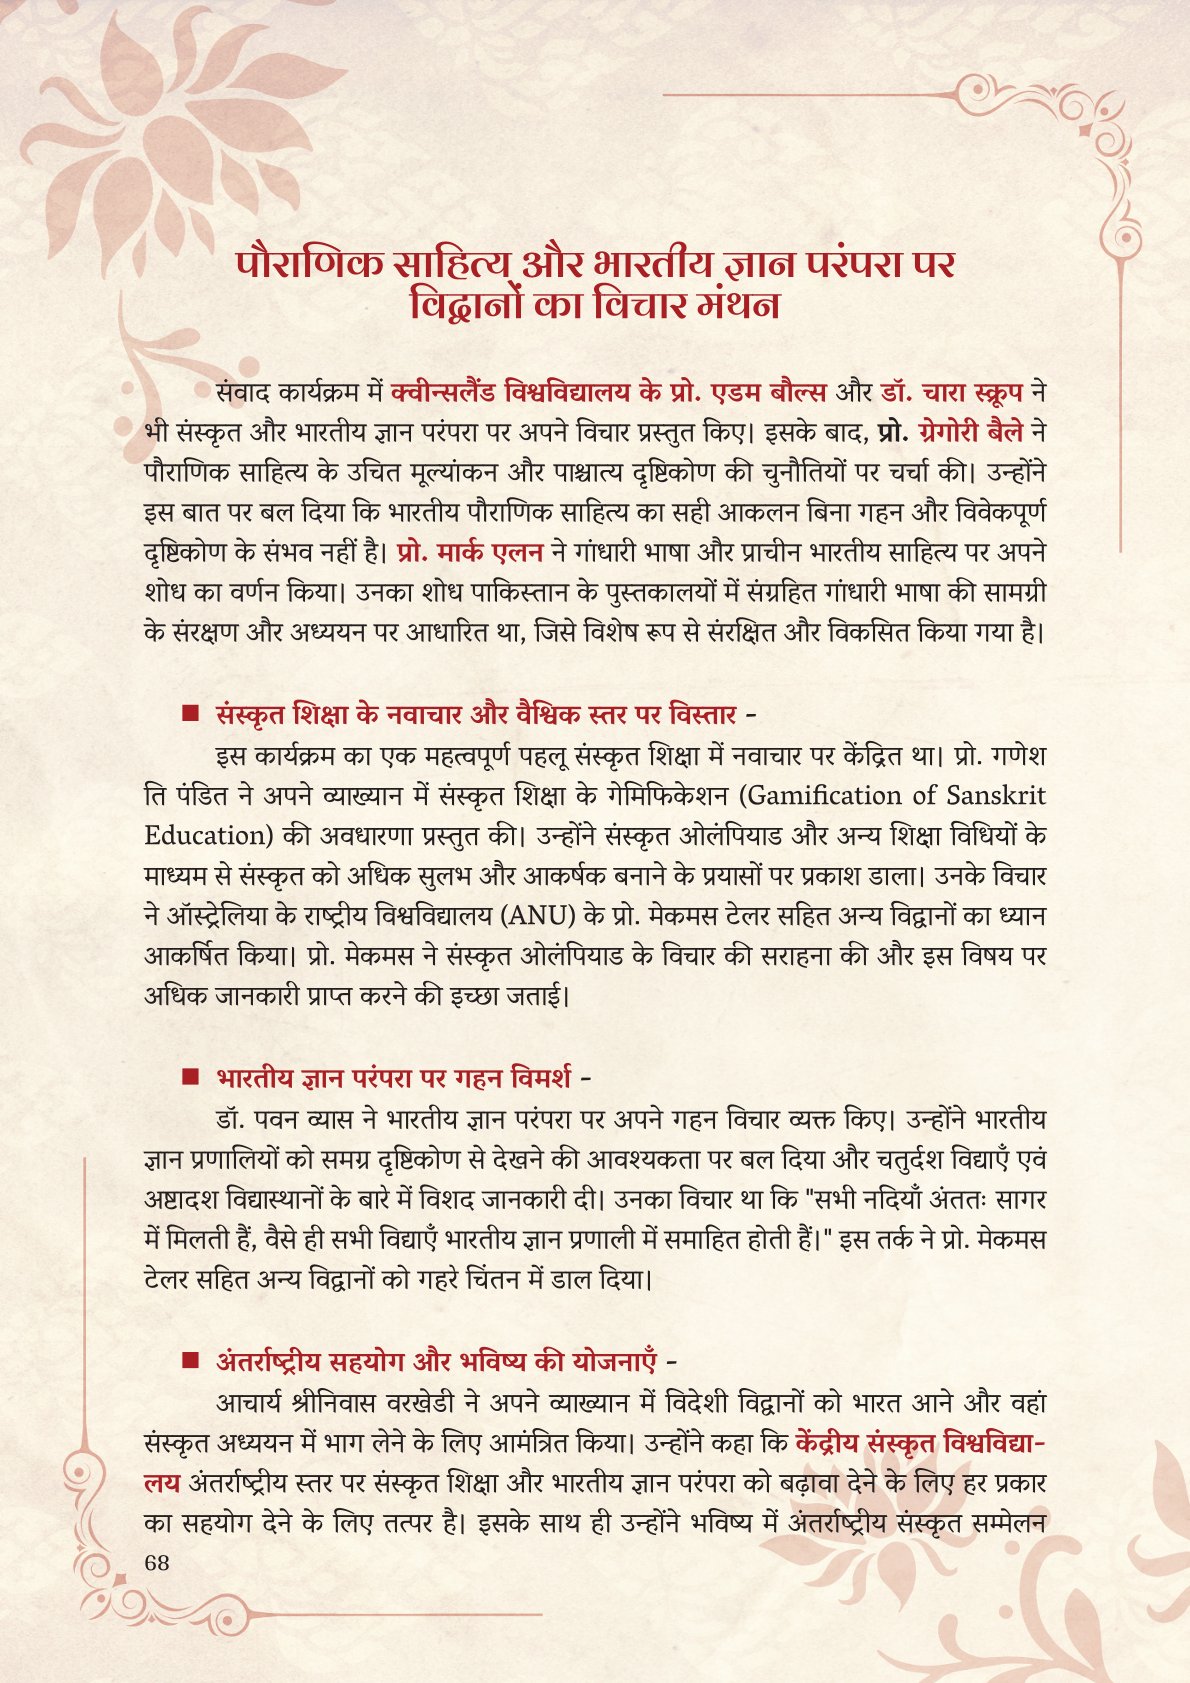 पौराणिक साहित्य और भारतीय ज्ञान परंपरा पर
विद्वानों का विचार मंथन
संवाद कार्यक्रम में क्वीन्सलैंड विश्वविद्यालय के प्रो. एडम बौल्स और डॉ. चारा स्क्रूप ने
भी संस्कृत और भारतीय ज्ञान परंपरा पर अपने विचार प्रस्तुत किए। इसके बाद, प्रो. ग्रेगोरी बैले ने
पौराणिक साहित्य के उचित मूल्यांकन और पाश्चात्य दृष्टिकोण की चुनौतियों पर चर्चा की। उन्होंने
इस बात पर बल दिया कि भारतीय पौराणिक साहित्य का सही आकलन बिना गहन और विवेकपूर्ण
दृष्टिकोण के संभव नहीं है। प्रो. मार्क एलन ने गांधारी भाषा और प्राचीन भारतीय साहित्य पर अपने
शोध का वर्णन किया। उनका शोध पाकिस्तान के पुस्तकालयों में संग्रहित गांधारी भाषा की सामग्री
के संरक्षण और अध्ययन पर आधारित था, जिसे विशेष रूप से संरक्षित और विकसित किया गया है।
■ संस्कृत शिक्षा के नवाचार और वैश्विक स्तर पर विस्तार -
इस कार्यक्रम का एक महत्वपूर्ण पहलू संस्कृत शिक्षा में नवाचार पर केंद्रित था। प्रो. गणेश
ति पंडित ने अपने व्याख्यान में संस्कृत शिक्षा के गेमिफिकेशन (Gamification of Sanskrit
Education) की अवधारणा प्रस्तुत की। उन्होंने संस्कृत ओलंपियाड और अन्य शिक्षा विधियों के
माध्यम से संस्कृत को अधिक सुलभ और आकर्षक बनाने के प्रयासों पर प्रकाश डाला। उनके विचार
ने ऑस्ट्रेलिया के राष्ट्रीय विश्वविद्यालय (ANU) के प्रो. मेकमस टेलर सहित अन्य विद्वानों का ध्यान
आकर्षित किया। प्रो. मेकमस ने संस्कृत ओलंपियाड के विचार की सराहना की और इस विषय पर
अधिक जानकारी प्राप्त करने की इच्छा जताई।
■ भारतीय ज्ञान परंपरा पर गहन विमर्श -
डॉ. पवन व्यास ने भारतीय ज्ञान परंपरा पर अपने गहन विचार व्यक्त किए। उन्होंने भारतीय
ज्ञान प्रणालियों को समग्र दृष्टिकोण से देखने की आवश्यकता पर बल दिया और चतुर्दश विद्याएँ एवं
अष्टादश विद्यास्थानों के बारे में विशद जानकारी दी। उनका विचार था कि "सभी नदियाँ अंततः सागर
में मिलती हैं, वैसे ही सभी विद्याएँ भारतीय ज्ञान प्रणाली में समाहित होती हैं।" इस तर्क ने प्रो. मेकमस
टेलर सहित अन्य विद्वानों को गहरे चिंतन में डाल दिया।
■ अंतर्राष्ट्रीय सहयोग और भविष्य की योजनाएँ -
आचार्य श्रीनिवास वरखेडी ने अपने व्याख्यान में विदेशी विद्वानों को भारत आने और वहां
संस्कृत अध्ययन में भाग लेने के लिए आमंत्रित किया। उन्होंने कहा कि केंद्रीय संस्कृत विश्वविद्या-
लय अंतर्राष्ट्रीय स्तर पर संस्कृत शिक्षा और भारतीय ज्ञान परंपरा को बढ़ावा देने के लिए हर प्रकार
का सहयोग देने के लिए तत्पर है। इसके साथ ही उन्होंने भविष्य में अंतर्राष्ट्रीय संस्कृत सम्मेलन
68